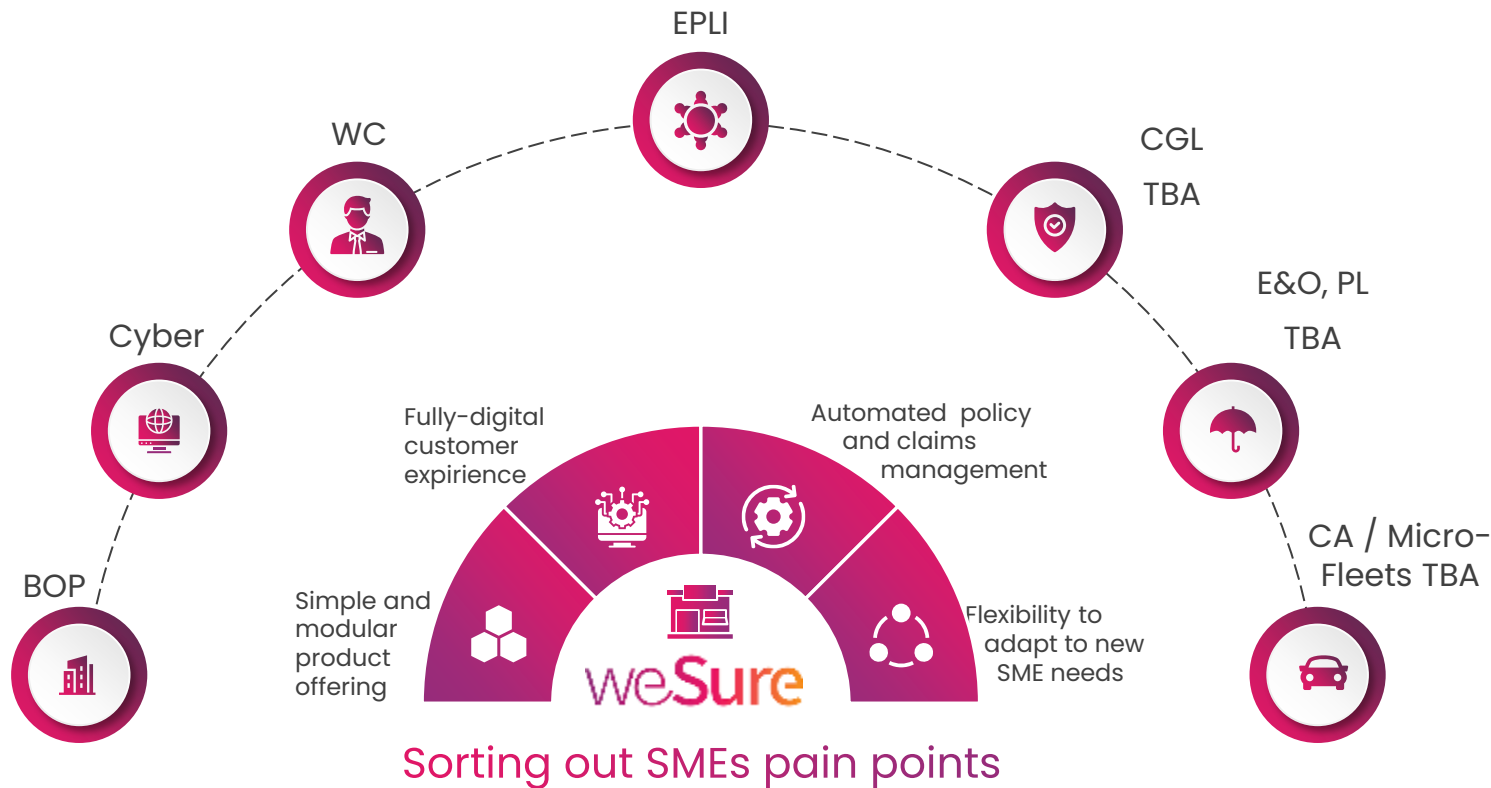 EPLI
WC
CGL
TBA
E&O, PL
TBA
Cyber
Fully-digital
customer
expirience
Automated policy
and claims
management
CA / Micro-
Fleets TBA
BOP
Simple and
modular
product
offering
Flexibility to
adapt to new
SME needs
weSure
Sorting out SMEs pain points